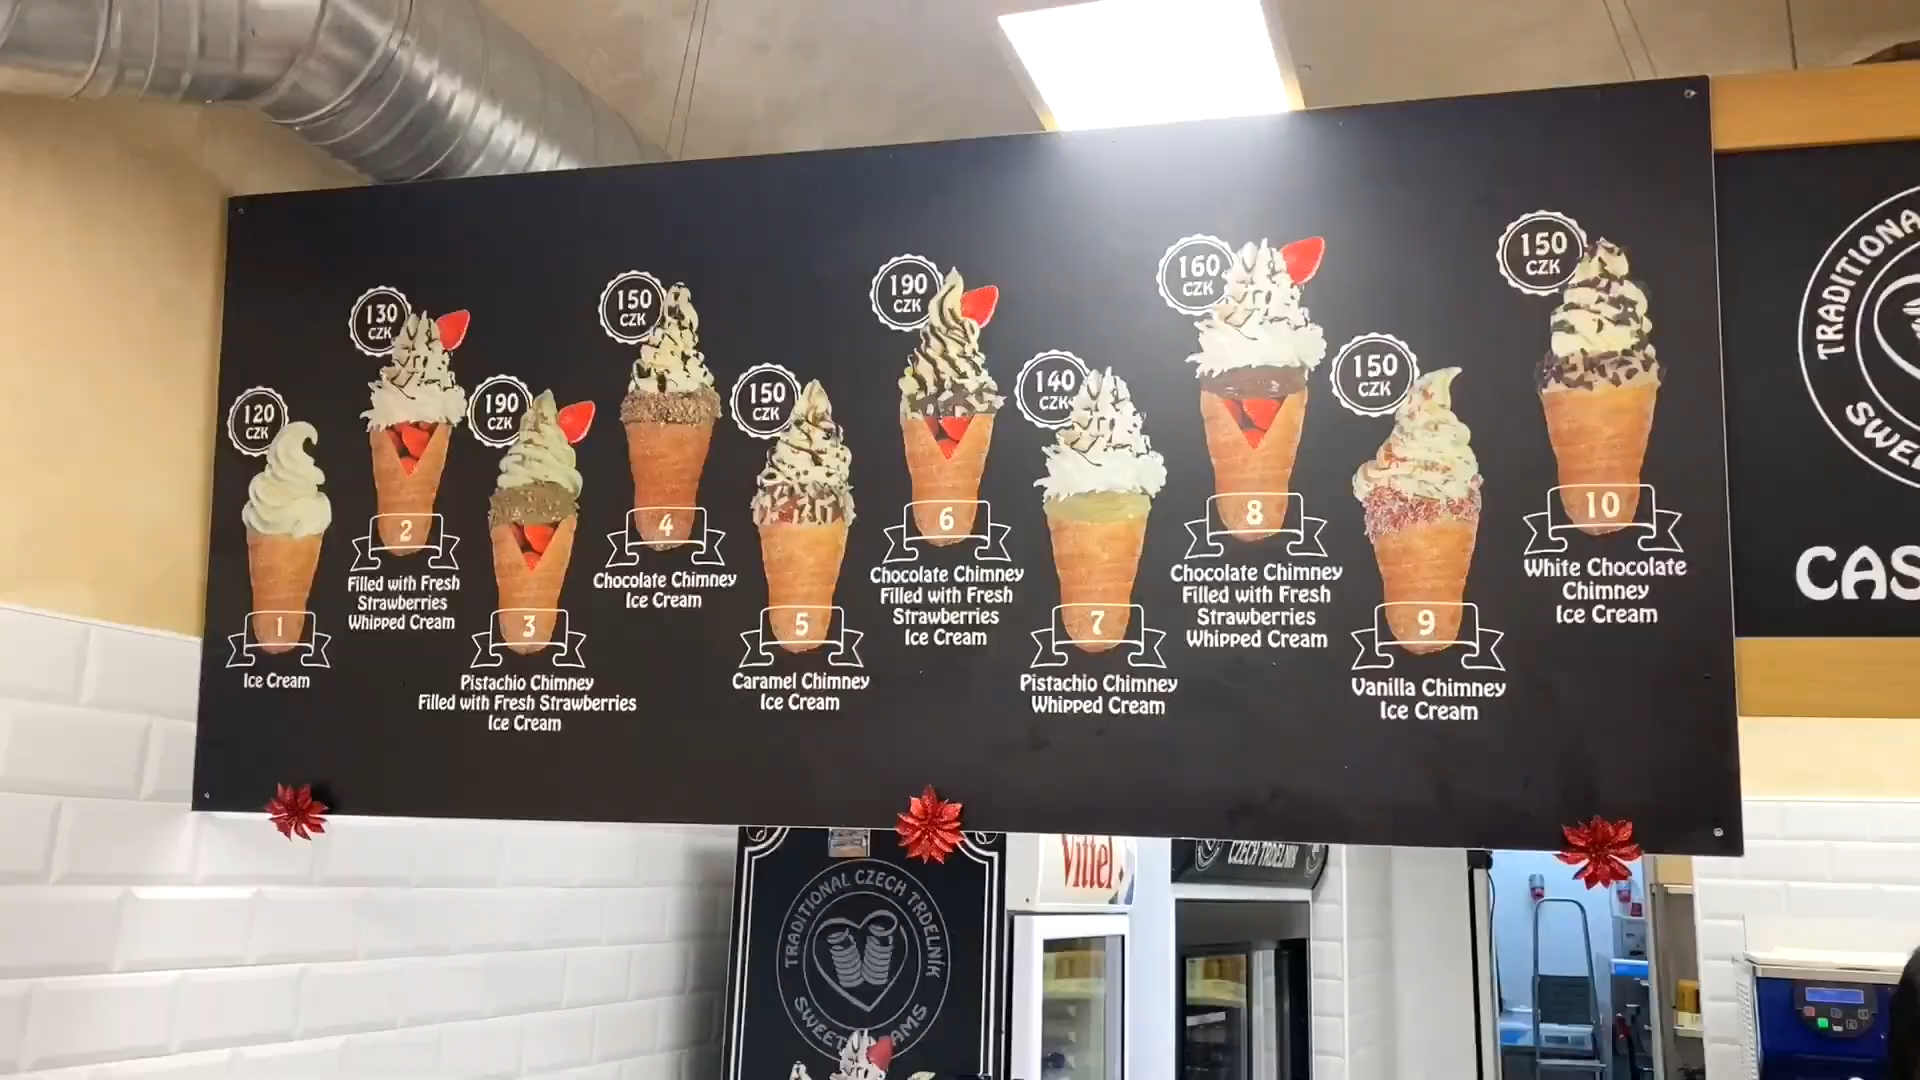 120
CZK
1
Ice Cream
130
CZK
2
Filled with Fresh
Strawberries
Whipped Cream
190
CZK
3
Pistachio Chimney
Filled with Fresh Strawberries
Ice Cream
150
CZK
4
Chocolate Chimney
Ice Cream
150
CZK
5
Caramel Chimney
Ice Cream
190
CZK
6
Chocolate Chimney
Filled with Fresh
Strawberries
Ice Cream
140
CZK
7
Pistachio Chimney
Whipped Cream
160
CZK
8
Chocolate Chimney
Filled with Fresh
Strawberries
Whipped Cream
150
CZK
9
Vanilla Chimney
Ice Cream
150
CZK
10
White Chocolate
Chimney
Ice Cream
TRADITIONA
SWEE
CAS
Vittel
CZECH TRDELNÍK
TRADITIONAL CZECH TRDELNÍK